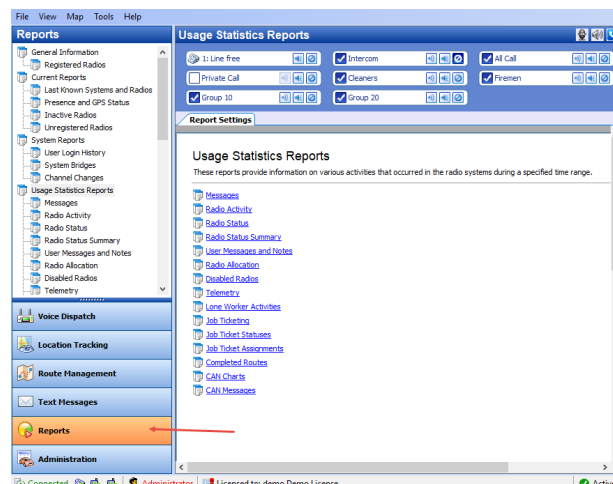 File View Map Tools Help
Reports
General Information
Registered Radios
Current Reports
Last Known Systems and Radios
Presence and GPS Status
Inactive Radios
Unregistered Radios
System Reports
User Login History
System Bridges
Channel Changes
Usage Statistics Reports
Messages
Radio Activity
Radio Status
Radio Status Summary
User Messages and Notes
Radio Allocation
Disabled Radios
Telemetry
Voice Dispatch
Location Tracking
Route Management
Text Messages
Reports
Administration
Usage Statistics Reports
1: Line free Intercom All Call
Private Call Cleaners Firemen
Group 10 Group 20
Report Settings
Usage Statistics Reports
These reports provide information on various activities that occurred in the radio systems during a specified time range.
Messages
Radio Activity
Radio Status
Radio Status Summary
User Messages and Notes
Radio Allocation
Disabled Radios
Telemetry
Lone Worker Activities
Job Ticketing
Job Ticket Statuses
Job Ticket Assignments
Completed Routes
CAN Charts
CAN Messages
Connected Administrator Licensed to: demo Demo License Active